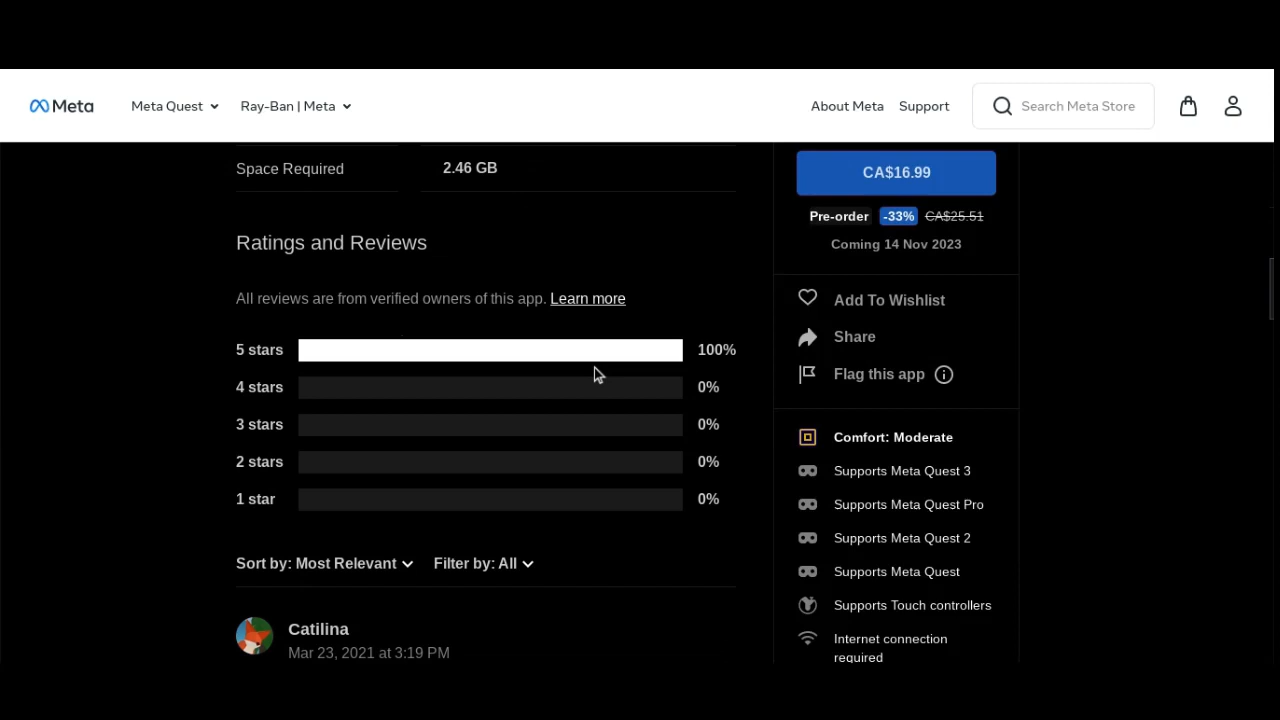 Meta
Meta Quest
Ray-Ban | Meta
About Meta
Support
Search Meta Store
Space Required
2.46 GB
Ratings and Reviews
All reviews are from verified owners of this app. Learn more
5 stars 100%
4 stars 0%
3 stars 0%
2 stars 0%
1 star 0%
Sort by: Most Relevant
Filter by: All
Catilina
Mar 23, 2021 at 3:19 PM
CA$16.99
Pre-order -33% CA$25.51
Coming 14 Nov 2023
Add To Wishlist
Share
Flag this app
Comfort: Moderate
Supports Meta Quest 3
Supports Meta Quest Pro
Supports Meta Quest 2
Supports Meta Quest
Supports Touch controllers
Internet connection
required